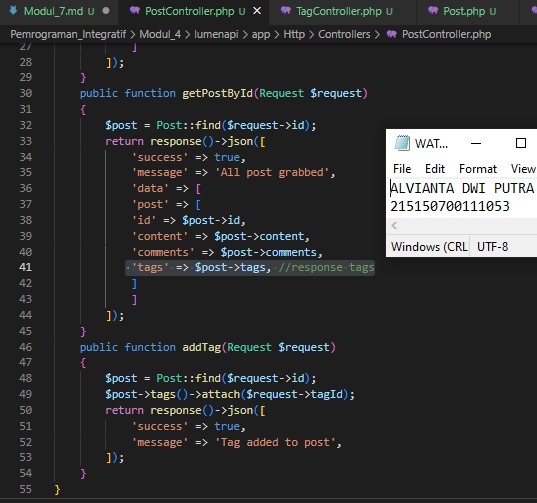 Modul_7.md U
PostController.php U
TagController.php U
Post.php U
Pemrograman_Integratif > Modul_4 > lumenapi > app > Http > Controllers > PostController.php
27 ]
28 ]);
29 }
30 public function getPostById(Request $request)
31 {
32 $post = Post::find($request->id);
33 return response()->json([
34 'success' => true,
35 'message' => 'All post grabbed',
36 'data' => [
37 'post' => [
38 'id' => $post->id,
39 'content' => $post->content,
40 'comments' => $post->comments,
41 'tags' => $post->tags, //response tags
42 ]
43 ]
44 ]);
45 }
46 public function addTag(Request $request)
47 {
48 $post = Post::find($request->id);
49 $post->tags()->attach($request->tagId);
50 return response()->json([
51 'success' => true,
52 'message' => 'Tag added to post',
53 ]);
54 }
55 }
WAT...
File Edit Format View
ALVIANTA DWI PUTRA
215150700111053
Windows (CRL UTF-8